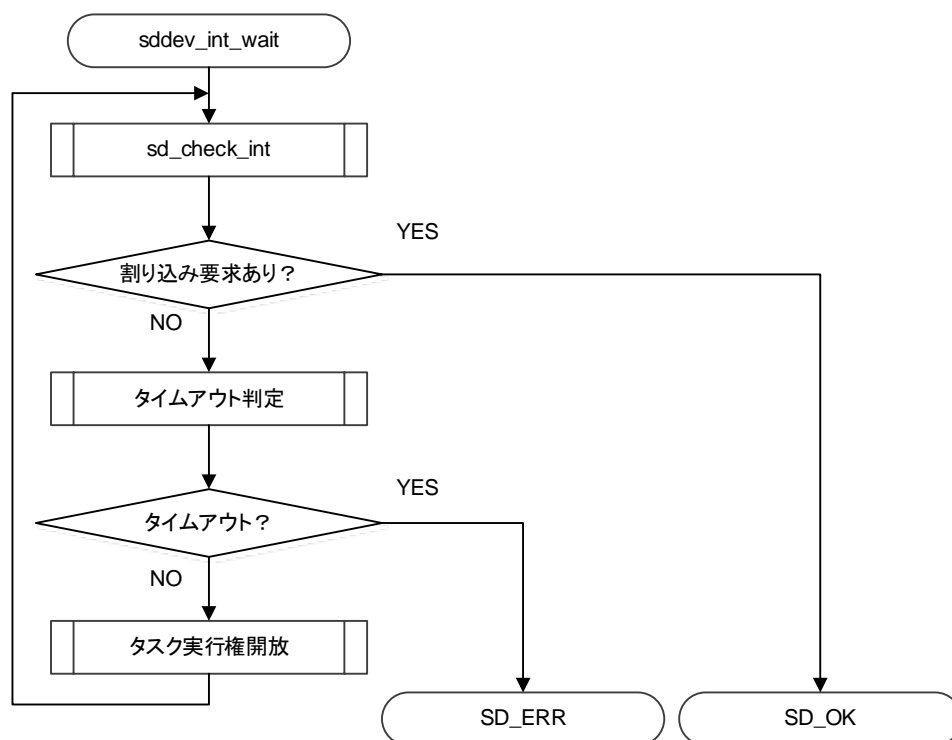 sddev_int_wait
sd_check_int
YES
割り込み要求あり？
NO
タイムアウト判定
YES
タイムアウト？
NO
タスク実行権開放
SD_ERR
SD_OK